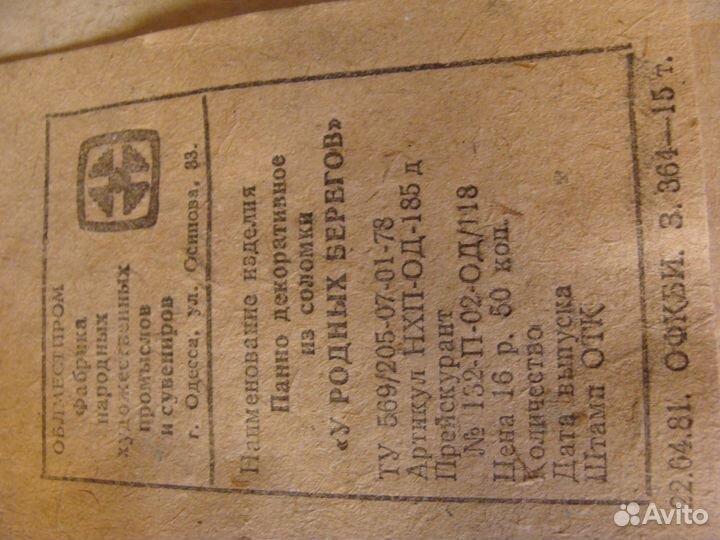 ОБЛМЕСТПРОМ
Фабрика
народных
художественных
промыслов
и сувениров
г. Одесса, ул. Осипова, 33.
Наименование изделия
Панно декоративное
из соломки
«У РОДНЫХ БЕРЕГОВ»
ТУ 569/205-07-01-78
Артикул НХП-ОД-185 д
Прейскурант
№ 132-П-02-ОД/118
Цена 16 р. 50 коп.
Количество
Дата выпуска
Штамп ОТК
22.04.81. ОФКБИ. З. 364—15 т.
Avito